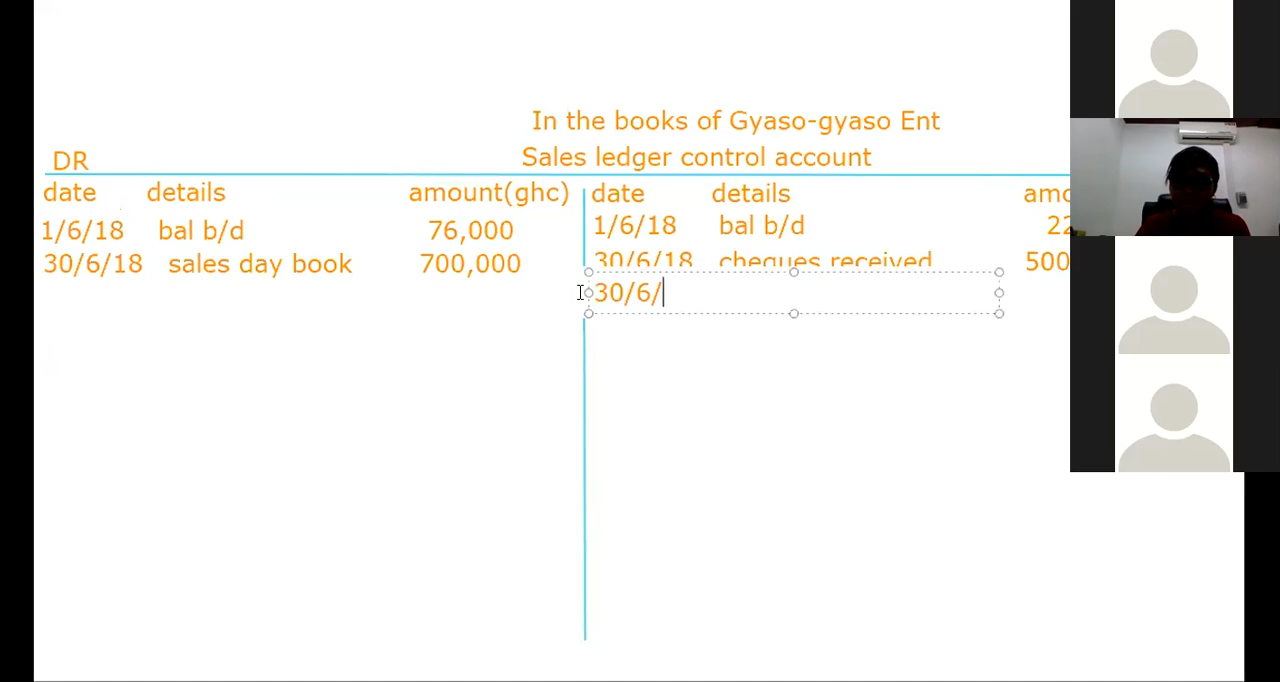 In the books of Gyaso-gyaso Ent
DR Sales ledger control account
date details amount(ghc) date details
1/6/18 bal b/d 76,000 1/6/18 bal b/d
30/6/18 sales day book 700,000 30/6/18 cheques received
30/6/